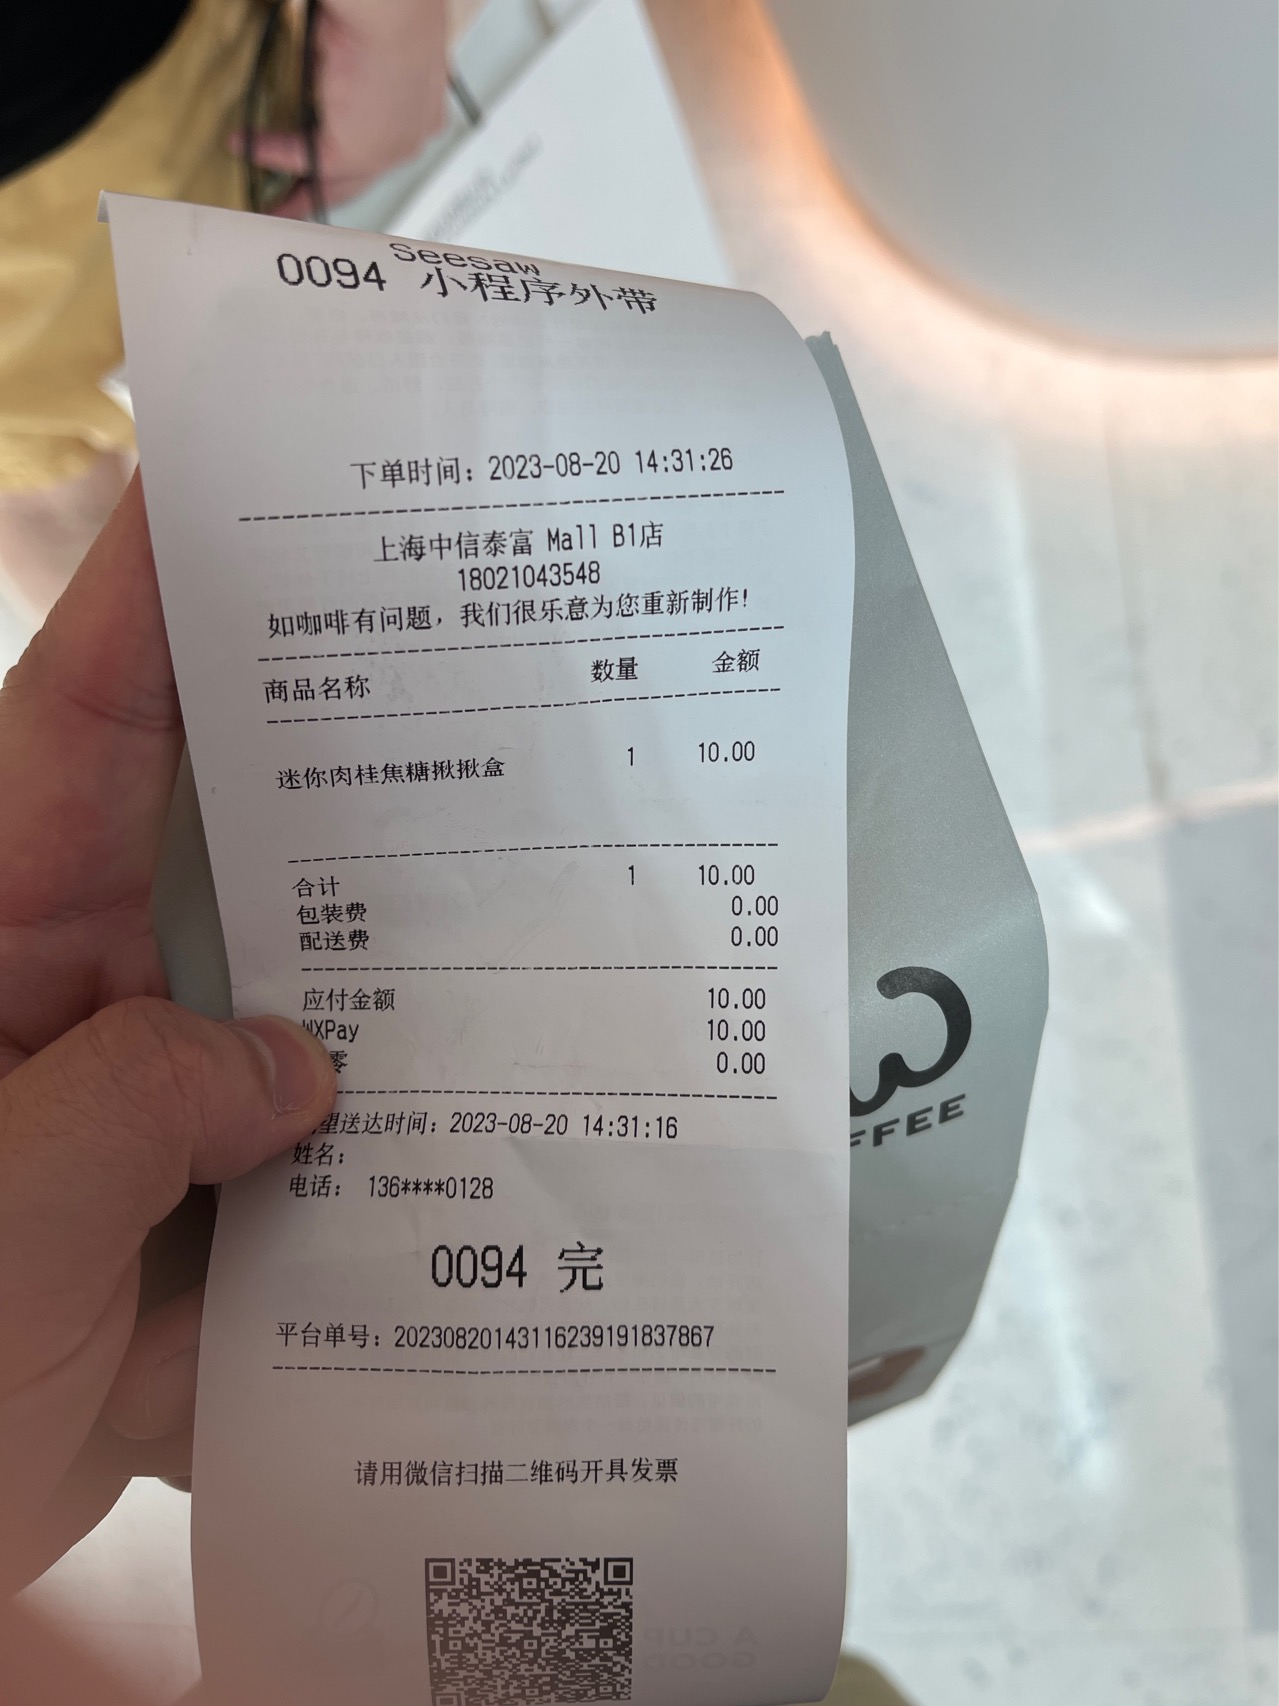 Seesaw
0094 小程序外带
下单时间：2023-08-20 14:31:26
上海中信泰富 Mall B1店
18021043548
如咖啡有问题，我们很乐意为您重新制作！
商品名称 数量 金额
迷你肉桂焦糖揪揪盒 1 10.00
合计 1 10.00
包装费 0.00
配送费 0.00
应付金额 10.00
WXPay 10.00
零 0.00
望送达时间：2023-08-20 14:31:16
姓名：
电话： 136****0128
0094 完
平台单号：20230820143116239191837867
请用微信扫描二维码开具发票
W
FFEE